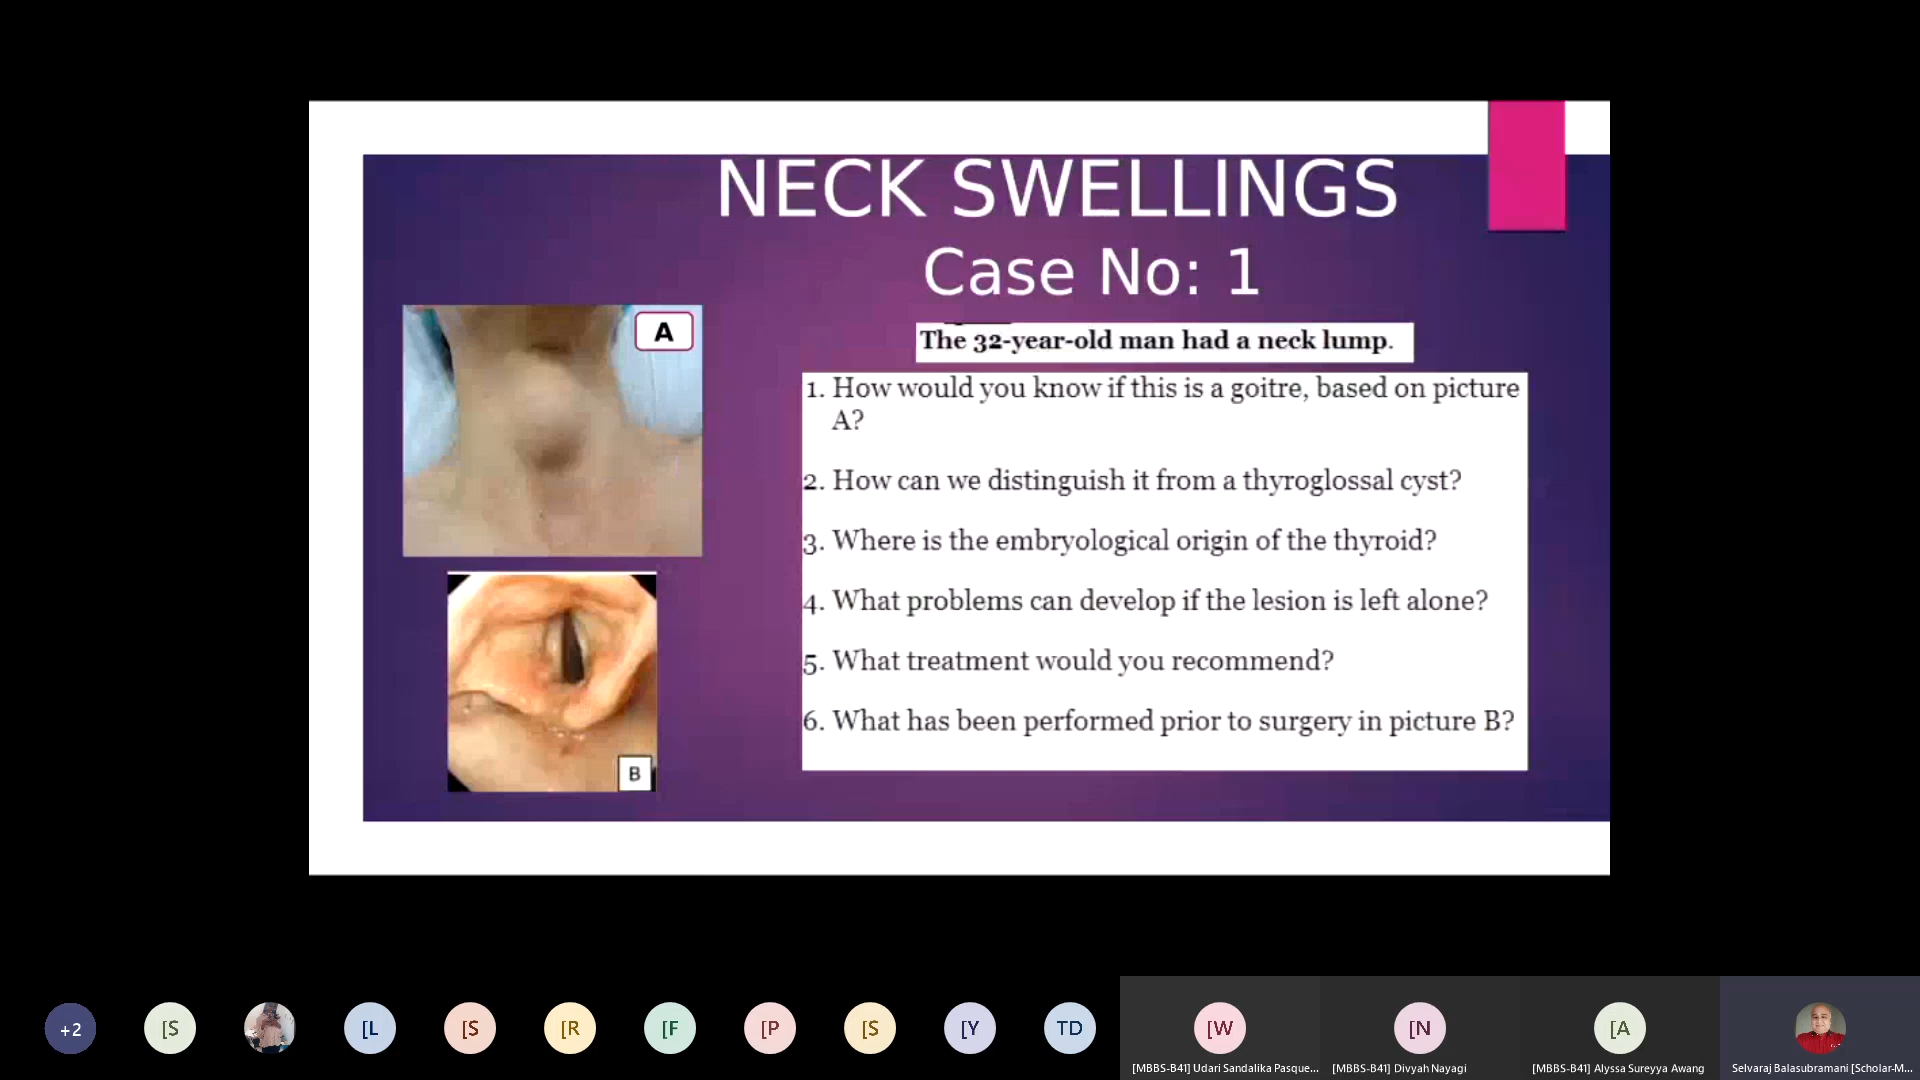 NECK SWELLINGS
Case No: 1
A
The 32-year-old man had a neck lump.
1. How would you know if this is a goitre, based on picture
A?
2. How can we distinguish it from a thyroglossal cyst?
3. Where is the embryological origin of the thyroid?
4. What problems can develop if the lesion is left alone?
5. What treatment would you recommend?
6. What has been performed prior to surgery in picture B?
B
+2
[S
[L
[S
[R
[F
[P
[S
[Y
TD
[W
[N
[A
[MBBS-B41] Udari Sandalika Pasque...
[MBBS-B41] Divyah Nayagi
[MBBS-B41] Alyssa Sureyya Awang
Selvaraj Balasubramani [Scholar-M...